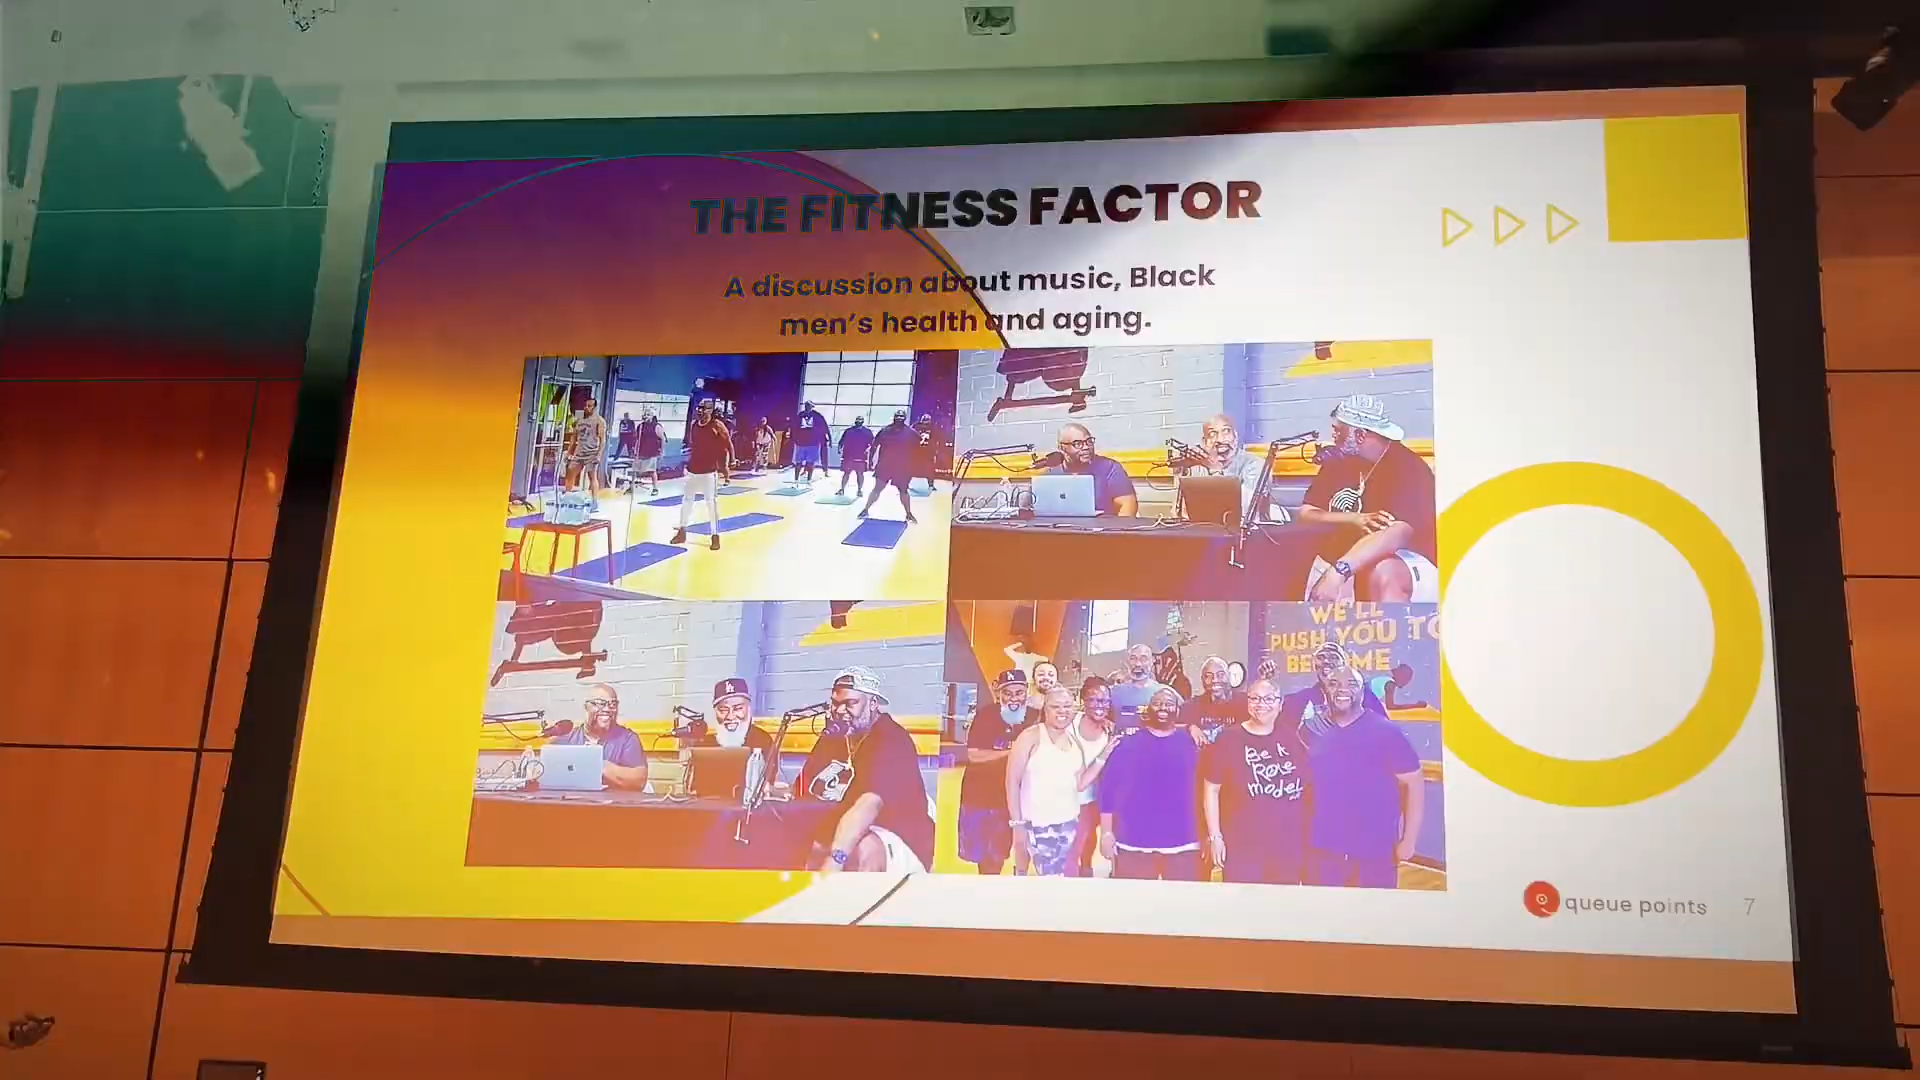 THE FITNESS FACTOR
A discussion about music, Black
men's health and aging.
WE'LL
PUSH YOU TO
BECOME
Be A
Role
model
queue points 7